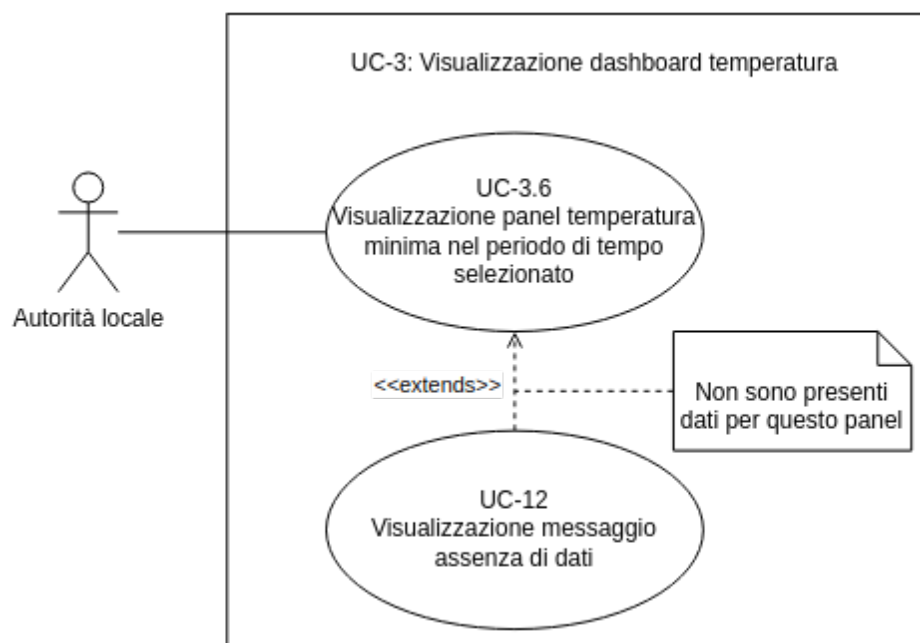 UC-3: Visualizzazione dashboard temperatura
UC-3.6
Visualizzazione panel temperatura
minima nel periodo di tempo
selezionato
Autorità locale
<<extends>>
Non sono presenti
dati per questo panel
UC-12
Visualizzazione messaggio
assenza di dati